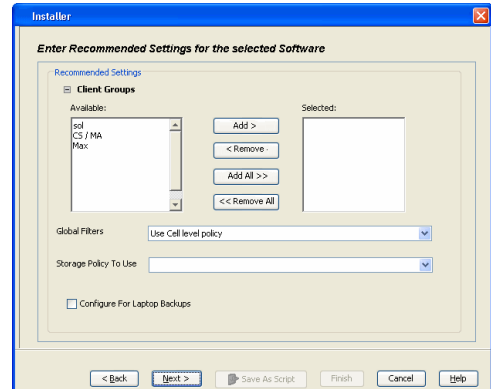 Installer
Enter Recommended Settings for the selected Software
Recommended Settings
Client Groups
Available:
Selected:
sol
CS / MA
Max
Add >
< Remove -
Add All >>
<< Remove All
Global Filters
Use Cell level policy
Storage Policy To Use
Configure For Laptop Backups
< Back
Next >
Save As Script
Finish
Cancel
Help